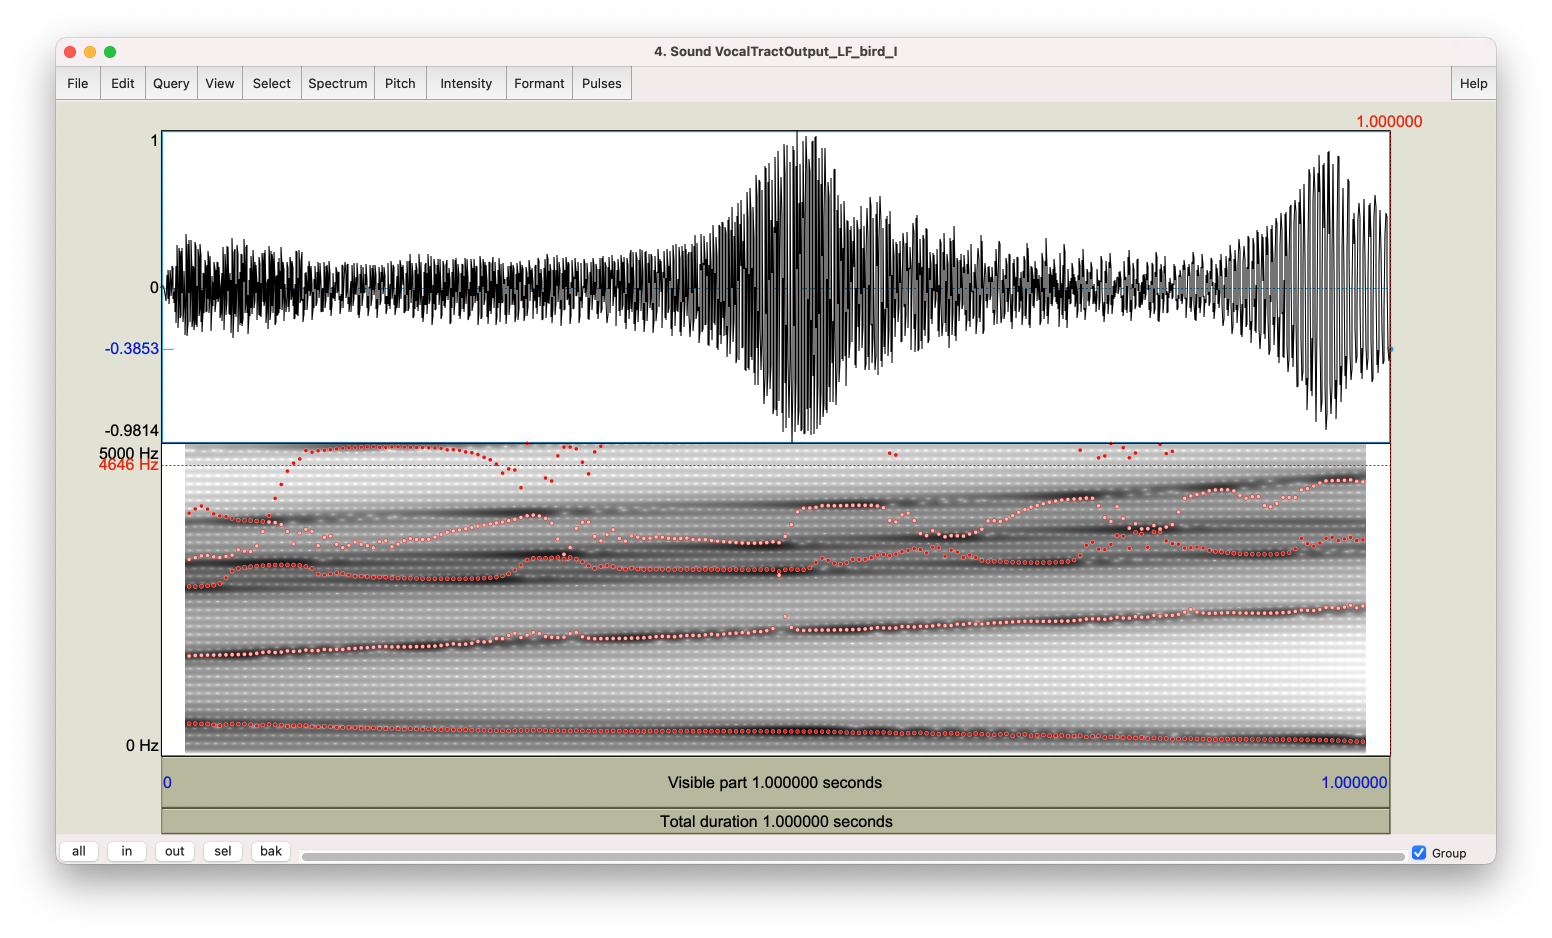 4. Sound VocalTractOutput_LF_bird_I
File Edit Query View Select Spectrum Pitch Intensity Formant Pulses Help
1.000000
1
0
-0.3853
-0.9814
5000 Hz
4646 Hz
0 Hz
0 Visible part 1.000000 seconds 1.000000
Total duration 1.000000 seconds
all in out sel bak Group